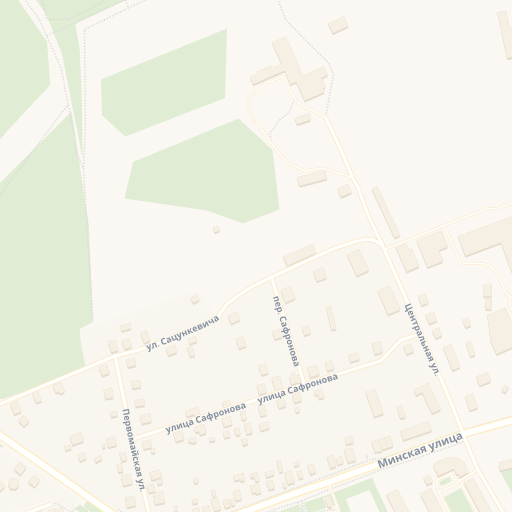 пер. Сафронова
Центральная ул.
ул. Сацункевича
улица Сафронова
улица Сафронова
Первомайская ул.
Минская улица